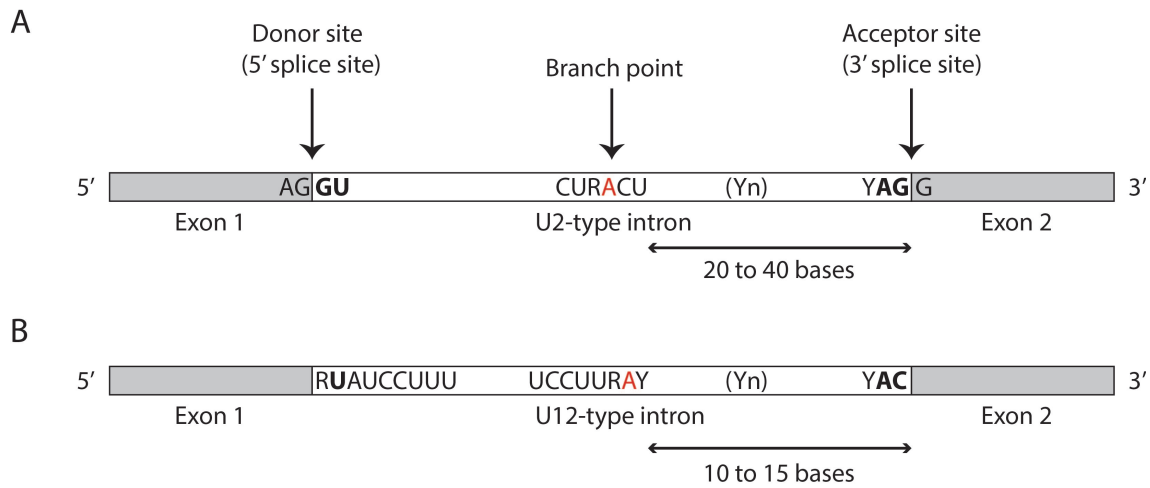 A
Donor site
(5′ splice site)
Branch point
Acceptor site
(3′ splice site)
5′ AG GU CURACU (Yn) YAG G 3′
Exon 1 U2-type intron Exon 2
20 to 40 bases
B
5′ RUAUCCUUU UCCUURAY (Yn) YAC 3′
Exon 1 U12-type intron Exon 2
10 to 15 bases